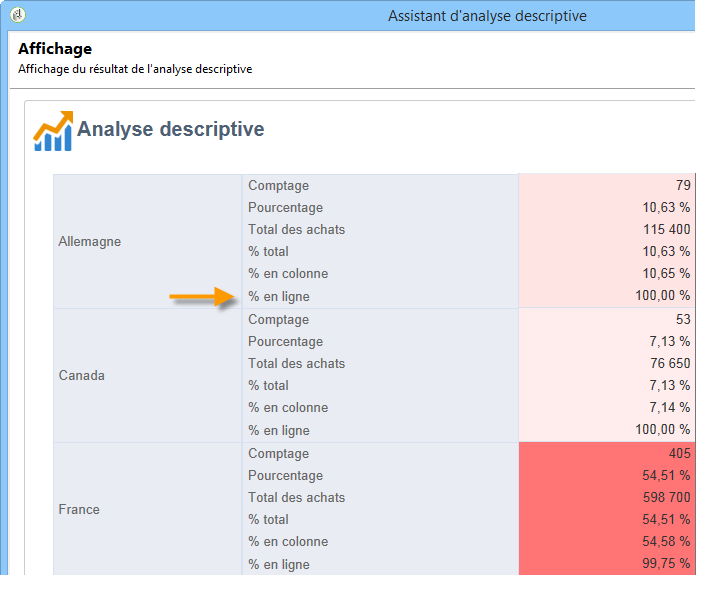 Assistant d'analyse descriptive
Affichage
Affichage du résultat de l'analyse descriptive
Analyse descriptive
Allemagne
Comptage 79
Pourcentage 10,63 %
Total des achats 115 400
% total 10,63 %
% en colonne 10,65 %
% en ligne 100,00 %
Canada
Comptage 53
Pourcentage 7,13 %
Total des achats 76 650
% total 7,13 %
% en colonne 7,14 %
% en ligne 100,00 %
France
Comptage 405
Pourcentage 54,51 %
Total des achats 598 700
% total 54,51 %
% en colonne 54,58 %
% en ligne 99,75 %